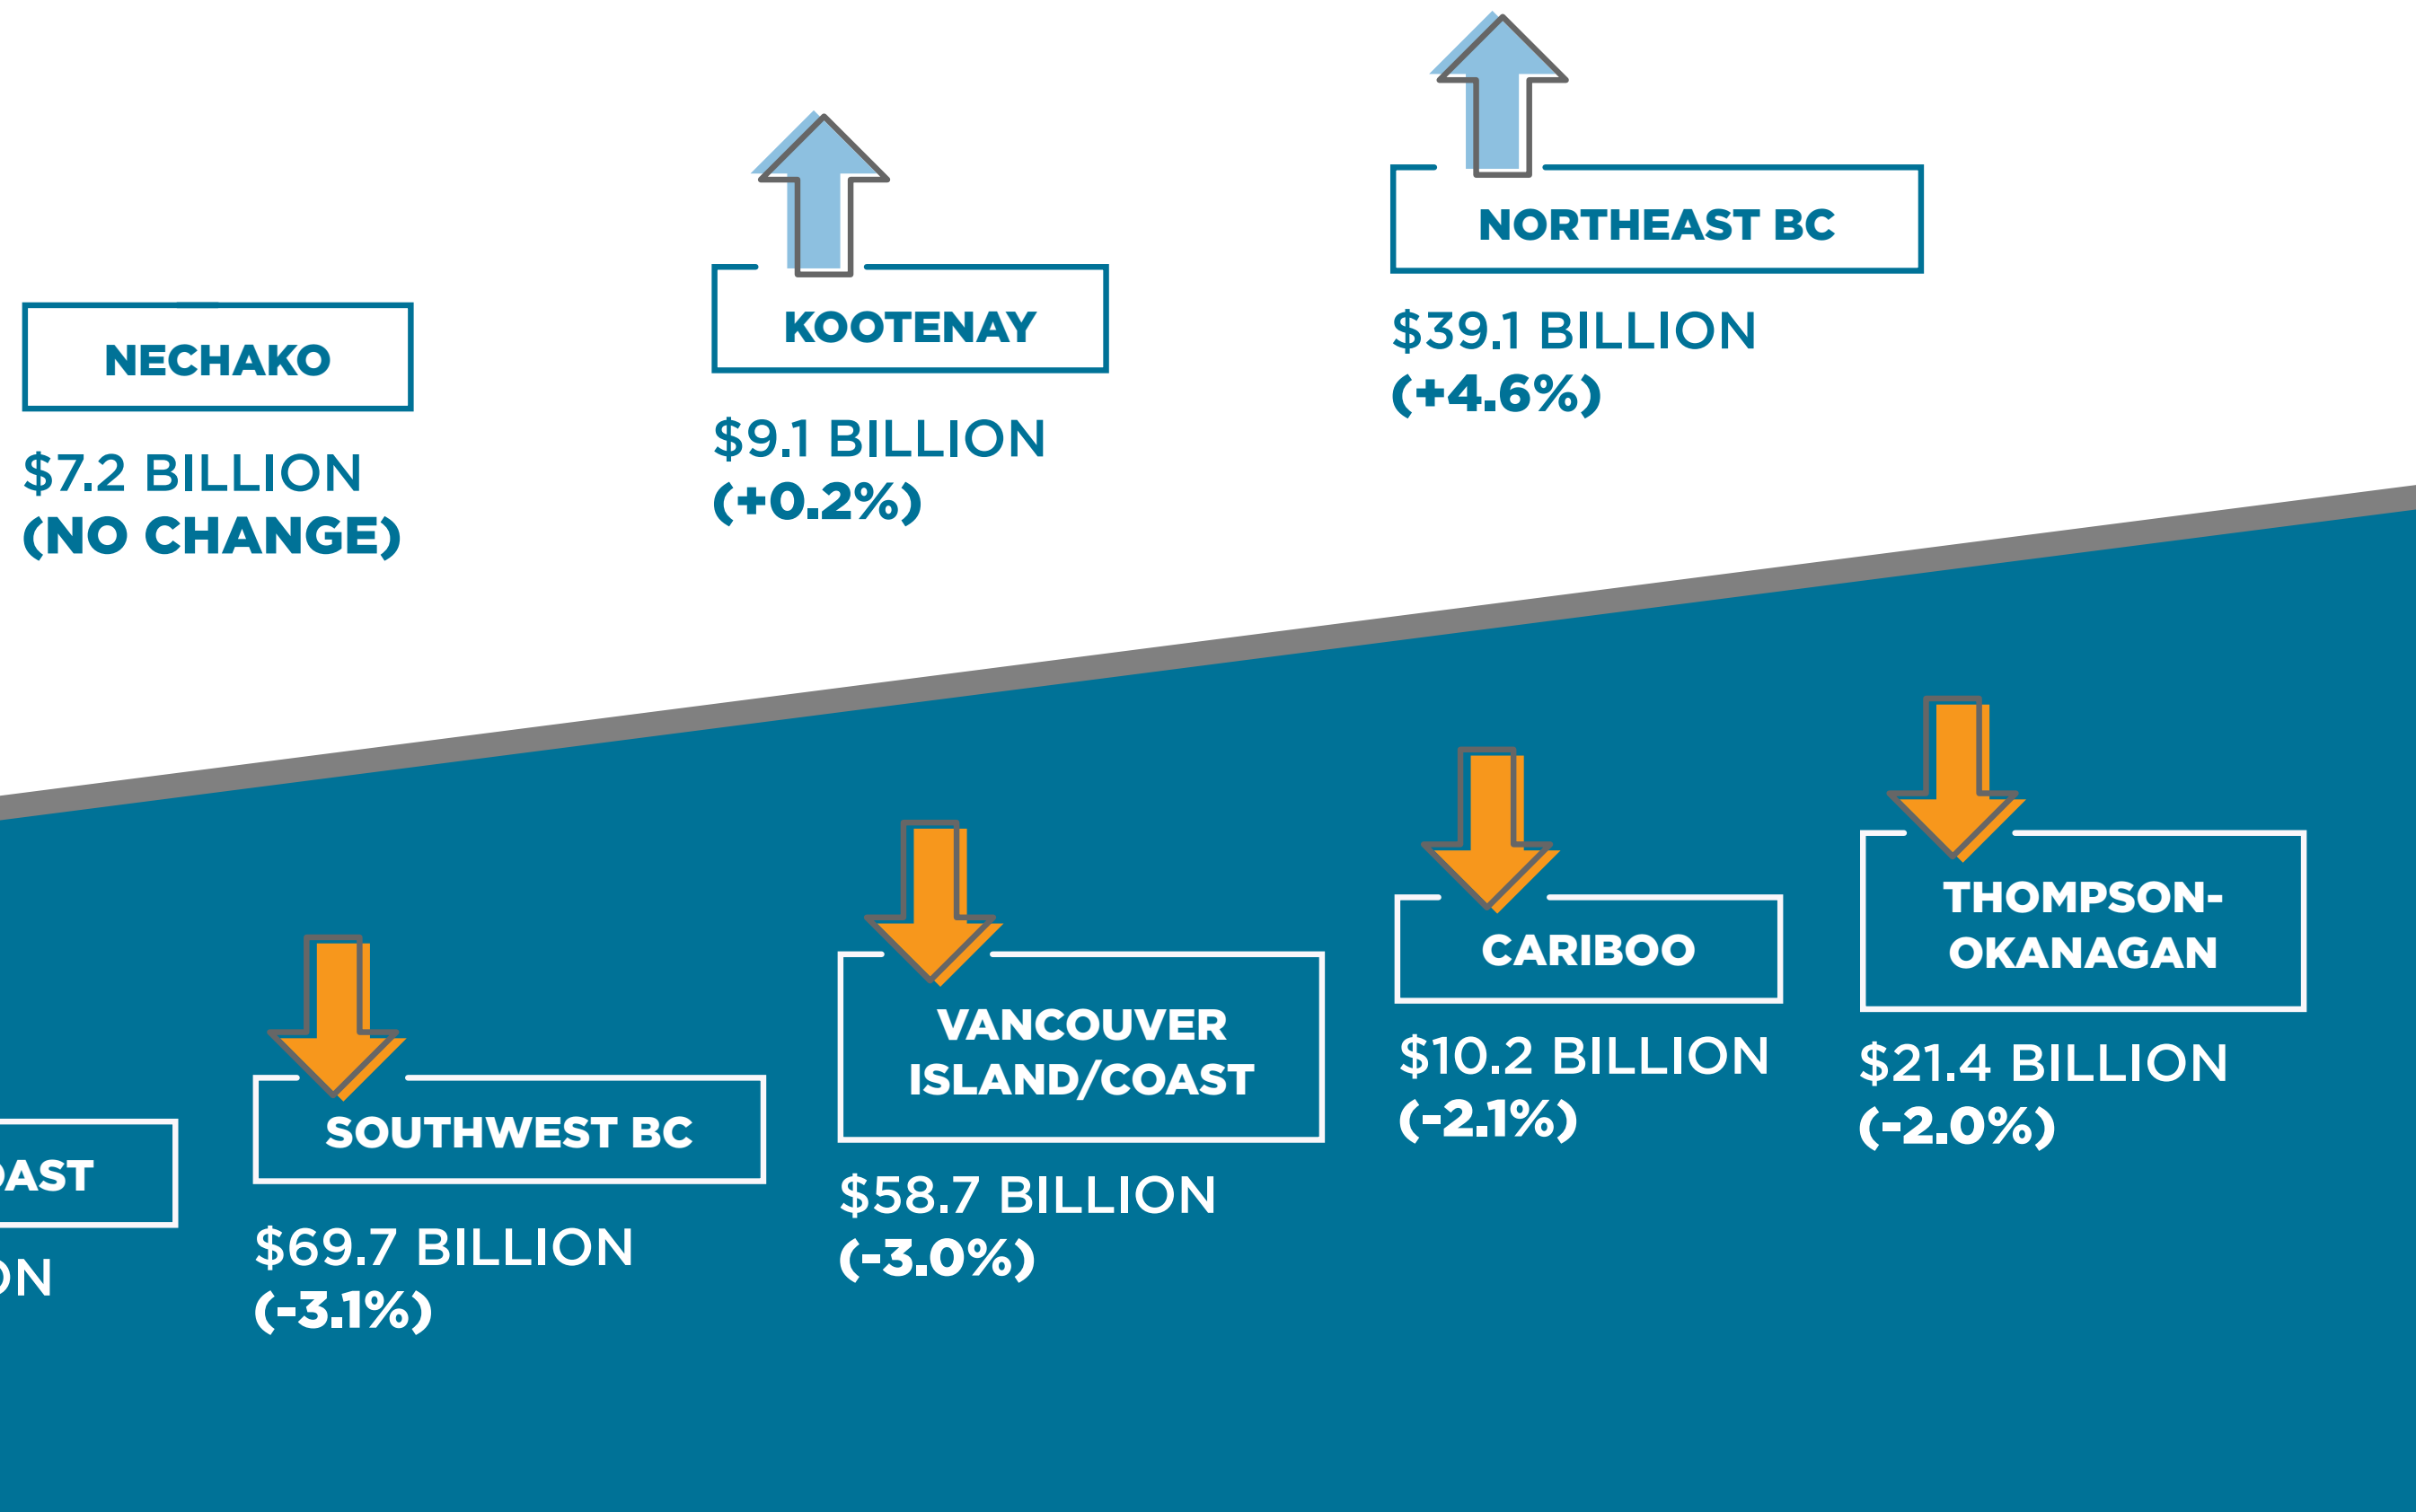 NECHAKO
$7.2 BILLION
(NO CHANGE)
KOOTENAY
$9.1 BILLION
(+0.2%)
NORTHEAST BC
$39.1 BILLION
(+4.6%)
SOUTHWEST BC
$69.7 BILLION
(-3.1%)
VANCOUVER
ISLAND/COAST
$58.7 BILLION
(-3.0%)
CARIBOO
$10.2 BILLION
(-2.1%)
THOMPSON-
OKANAGAN
$21.4 BILLION
(-2.0%)